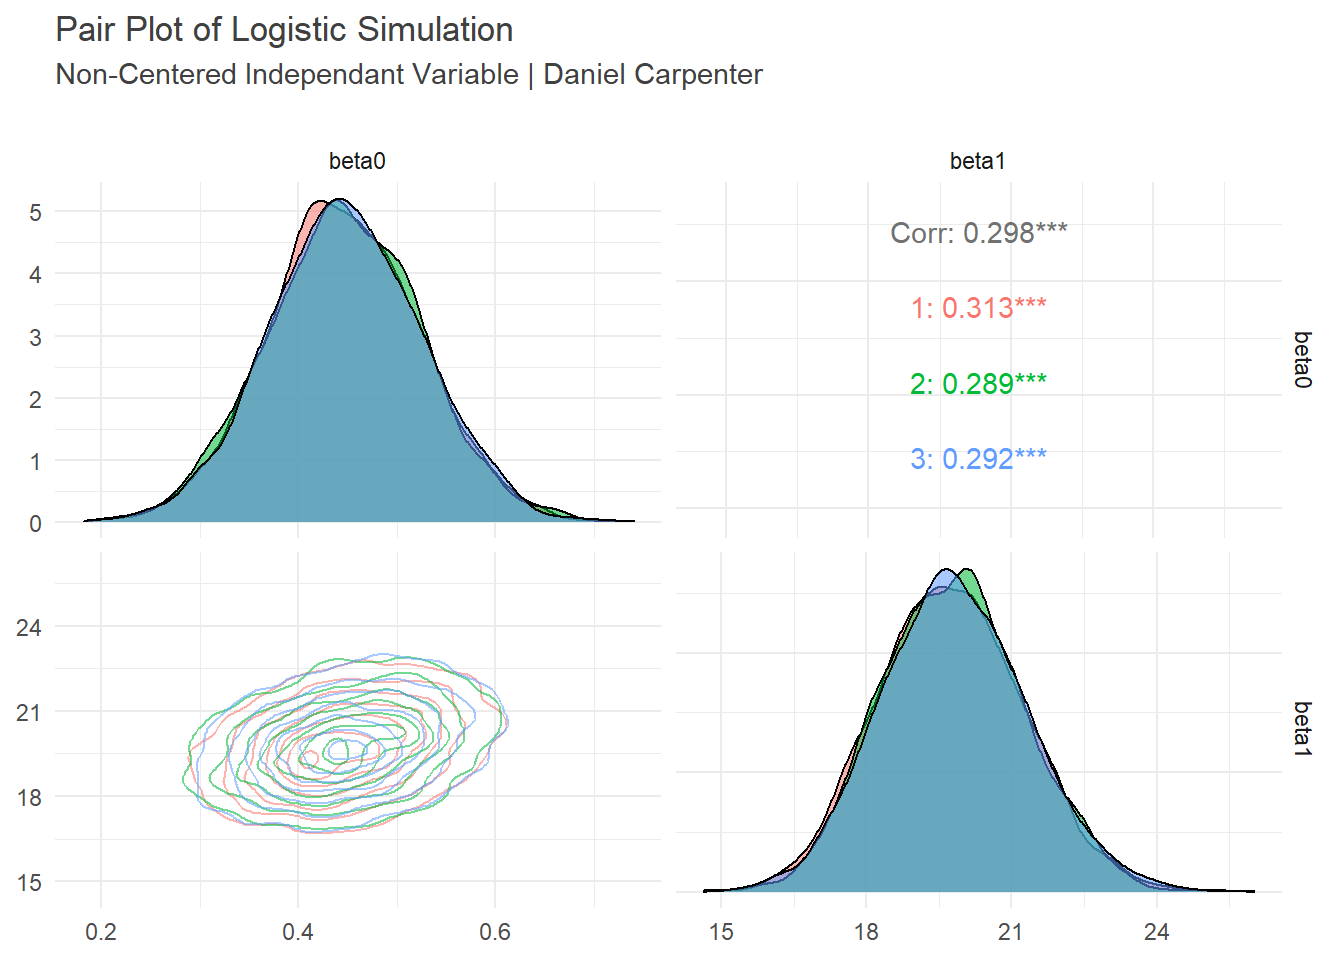 Pair Plot of Logistic Simulation
Non-Centered Independant Variable | Daniel Carpenter
beta0
beta1
5
4
3
2
1
0
Corr: 0.298***
1: 0.313***
2: 0.289***
3: 0.292***
beta0
24
21
18
15
beta1
0.2 0.4 0.6
15 18 21 24